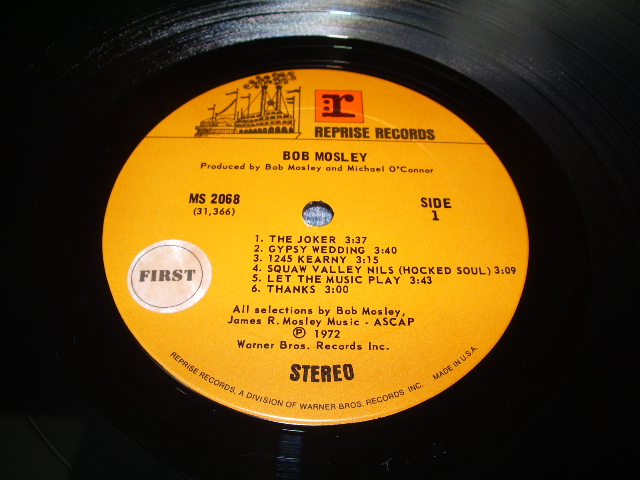 r
REPRISE RECORDS
BOB MOSLEY
Produced by Bob Mosley and Michael O'Connor
MS 2068
(31,366)
SIDE
1
1. THE JOKER 3:37
2. GYPSY WEDDING 3:40
3. 1245 KEARNY 3:15
4. SQUAW VALLEY NILS (HOCKED SOUL) 3:09
5. LET THE MUSIC PLAY 3:43
6. THANKS 3:00
FIRST
All selections by Bob Mosley,
James R. Mosley Music - ASCAP
Ⓟ 1972
Warner Bros. Records Inc.
STEREO
REPRISE RECORDS, A DIVISION OF WARNER BROS. RECORDS INC. MADE IN U.S.A.